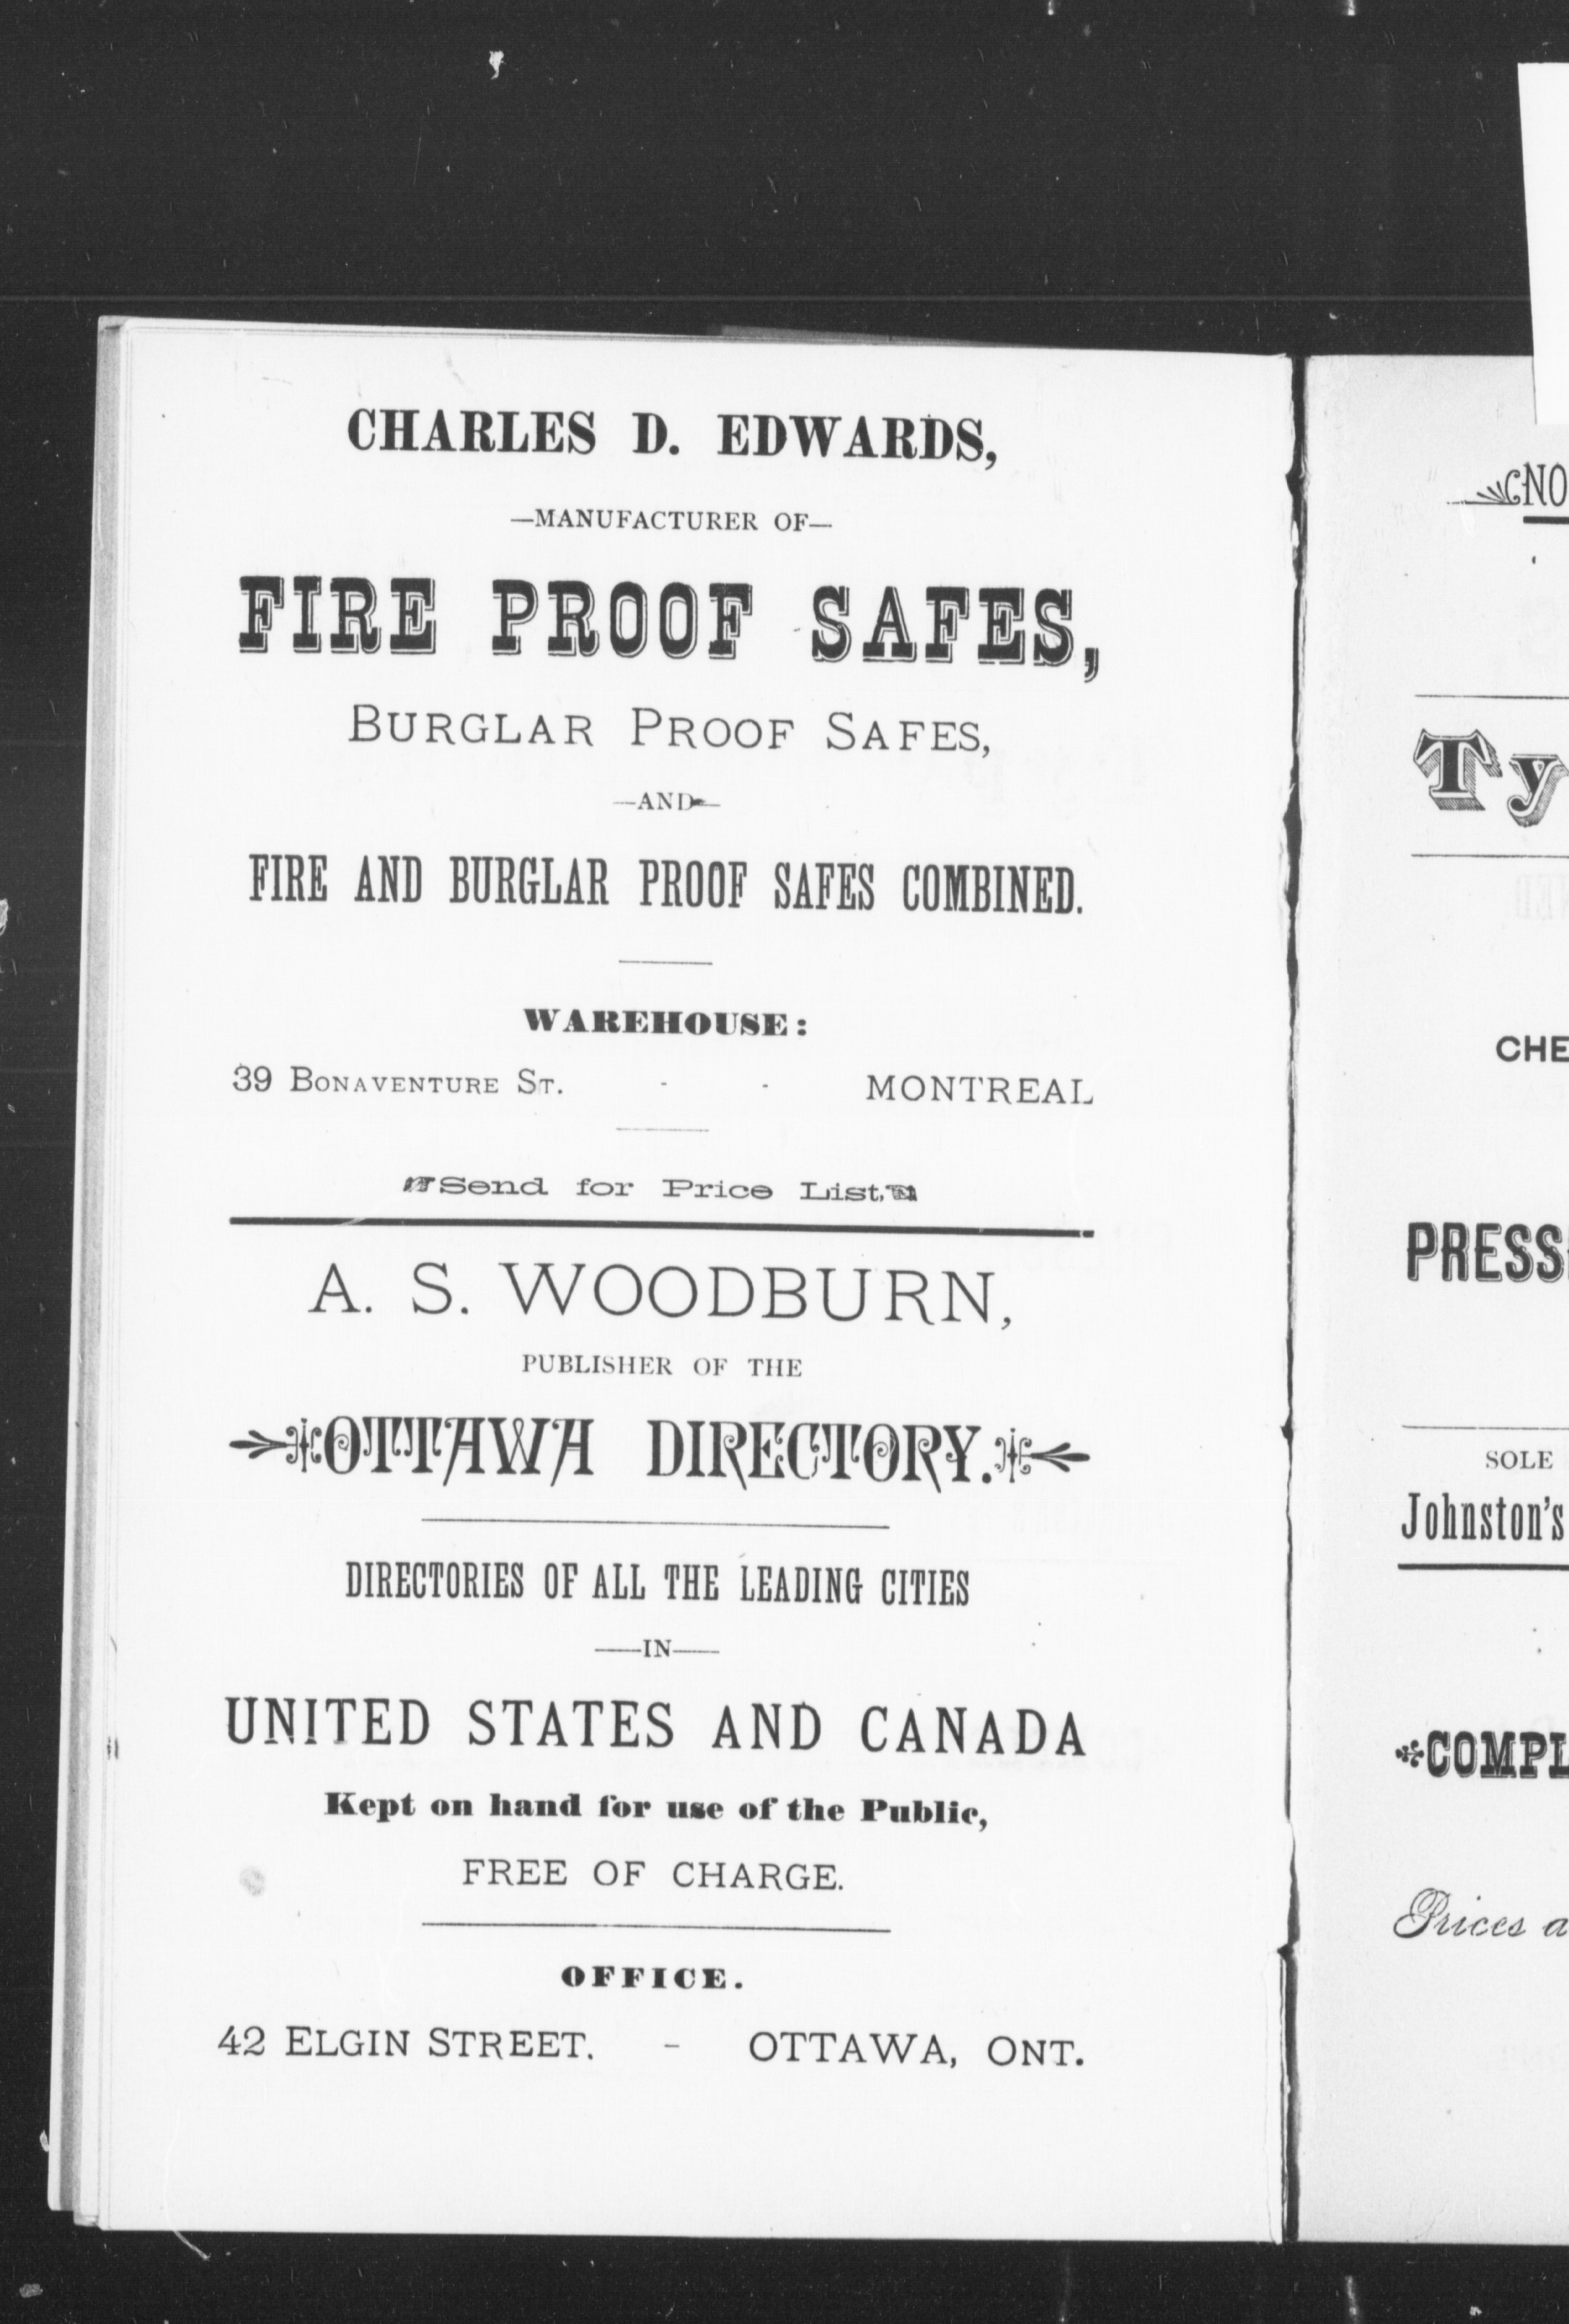 CHARLES D. EDWARDS,
—MANUFACTURER OF—
FIRE PROOF SAFES,
BURGLAR PROOF SAFES,
—AND—
FIRE AND BURGLAR PROOF SAFES COMBINED.
WAREHOUSE:
39 BONAVENTURE ST. - - MONTREAL
Send for Price List.
A. S. WOODBURN,
PUBLISHER OF THE
OTTAWA DIRECTORY.
DIRECTORIES OF ALL THE LEADING CITIES
—IN—
UNITED STATES AND CANADA
Kept on hand for use of the Public,
FREE OF CHARGE.
OFFICE.
42 ELGIN STREET. - OTTAWA, ONT.
NO
Ty
CHE
PRESS
SOLE
Johnston's
COMPL
Prices a